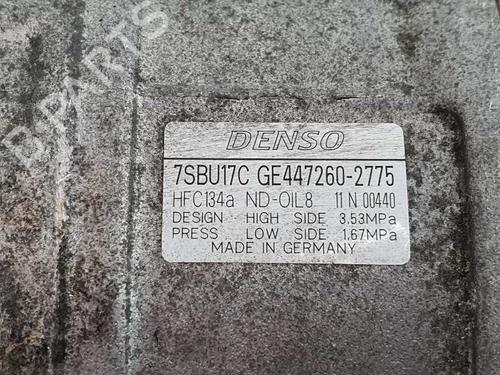 B-PARTS
DENSO
7SBU17C GE447260-2775
HFC134a ND-OIL8 11 N 00440
DESIGN HIGH SIDE 3.53MPa
PRESS LOW SIDE 1.67MPa
MADE IN GERMANY